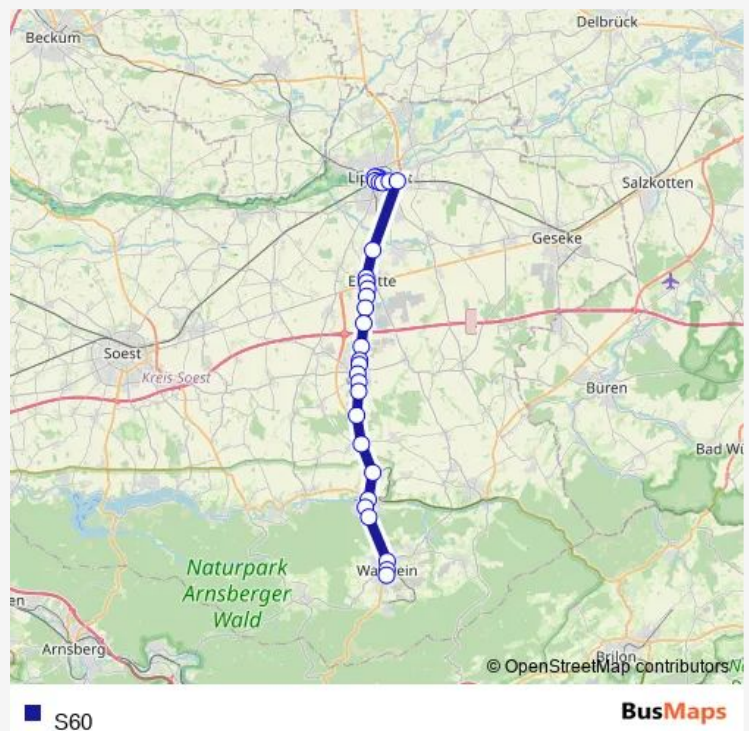 Delbrück
Beckum
Salzkotten
Geseke
Soest
Kreis Soest
Büren
Naturpark
Arnsberger
Wald
Arnsberg
Brilon
© OpenStreetMap contributors
S60
BusMaps